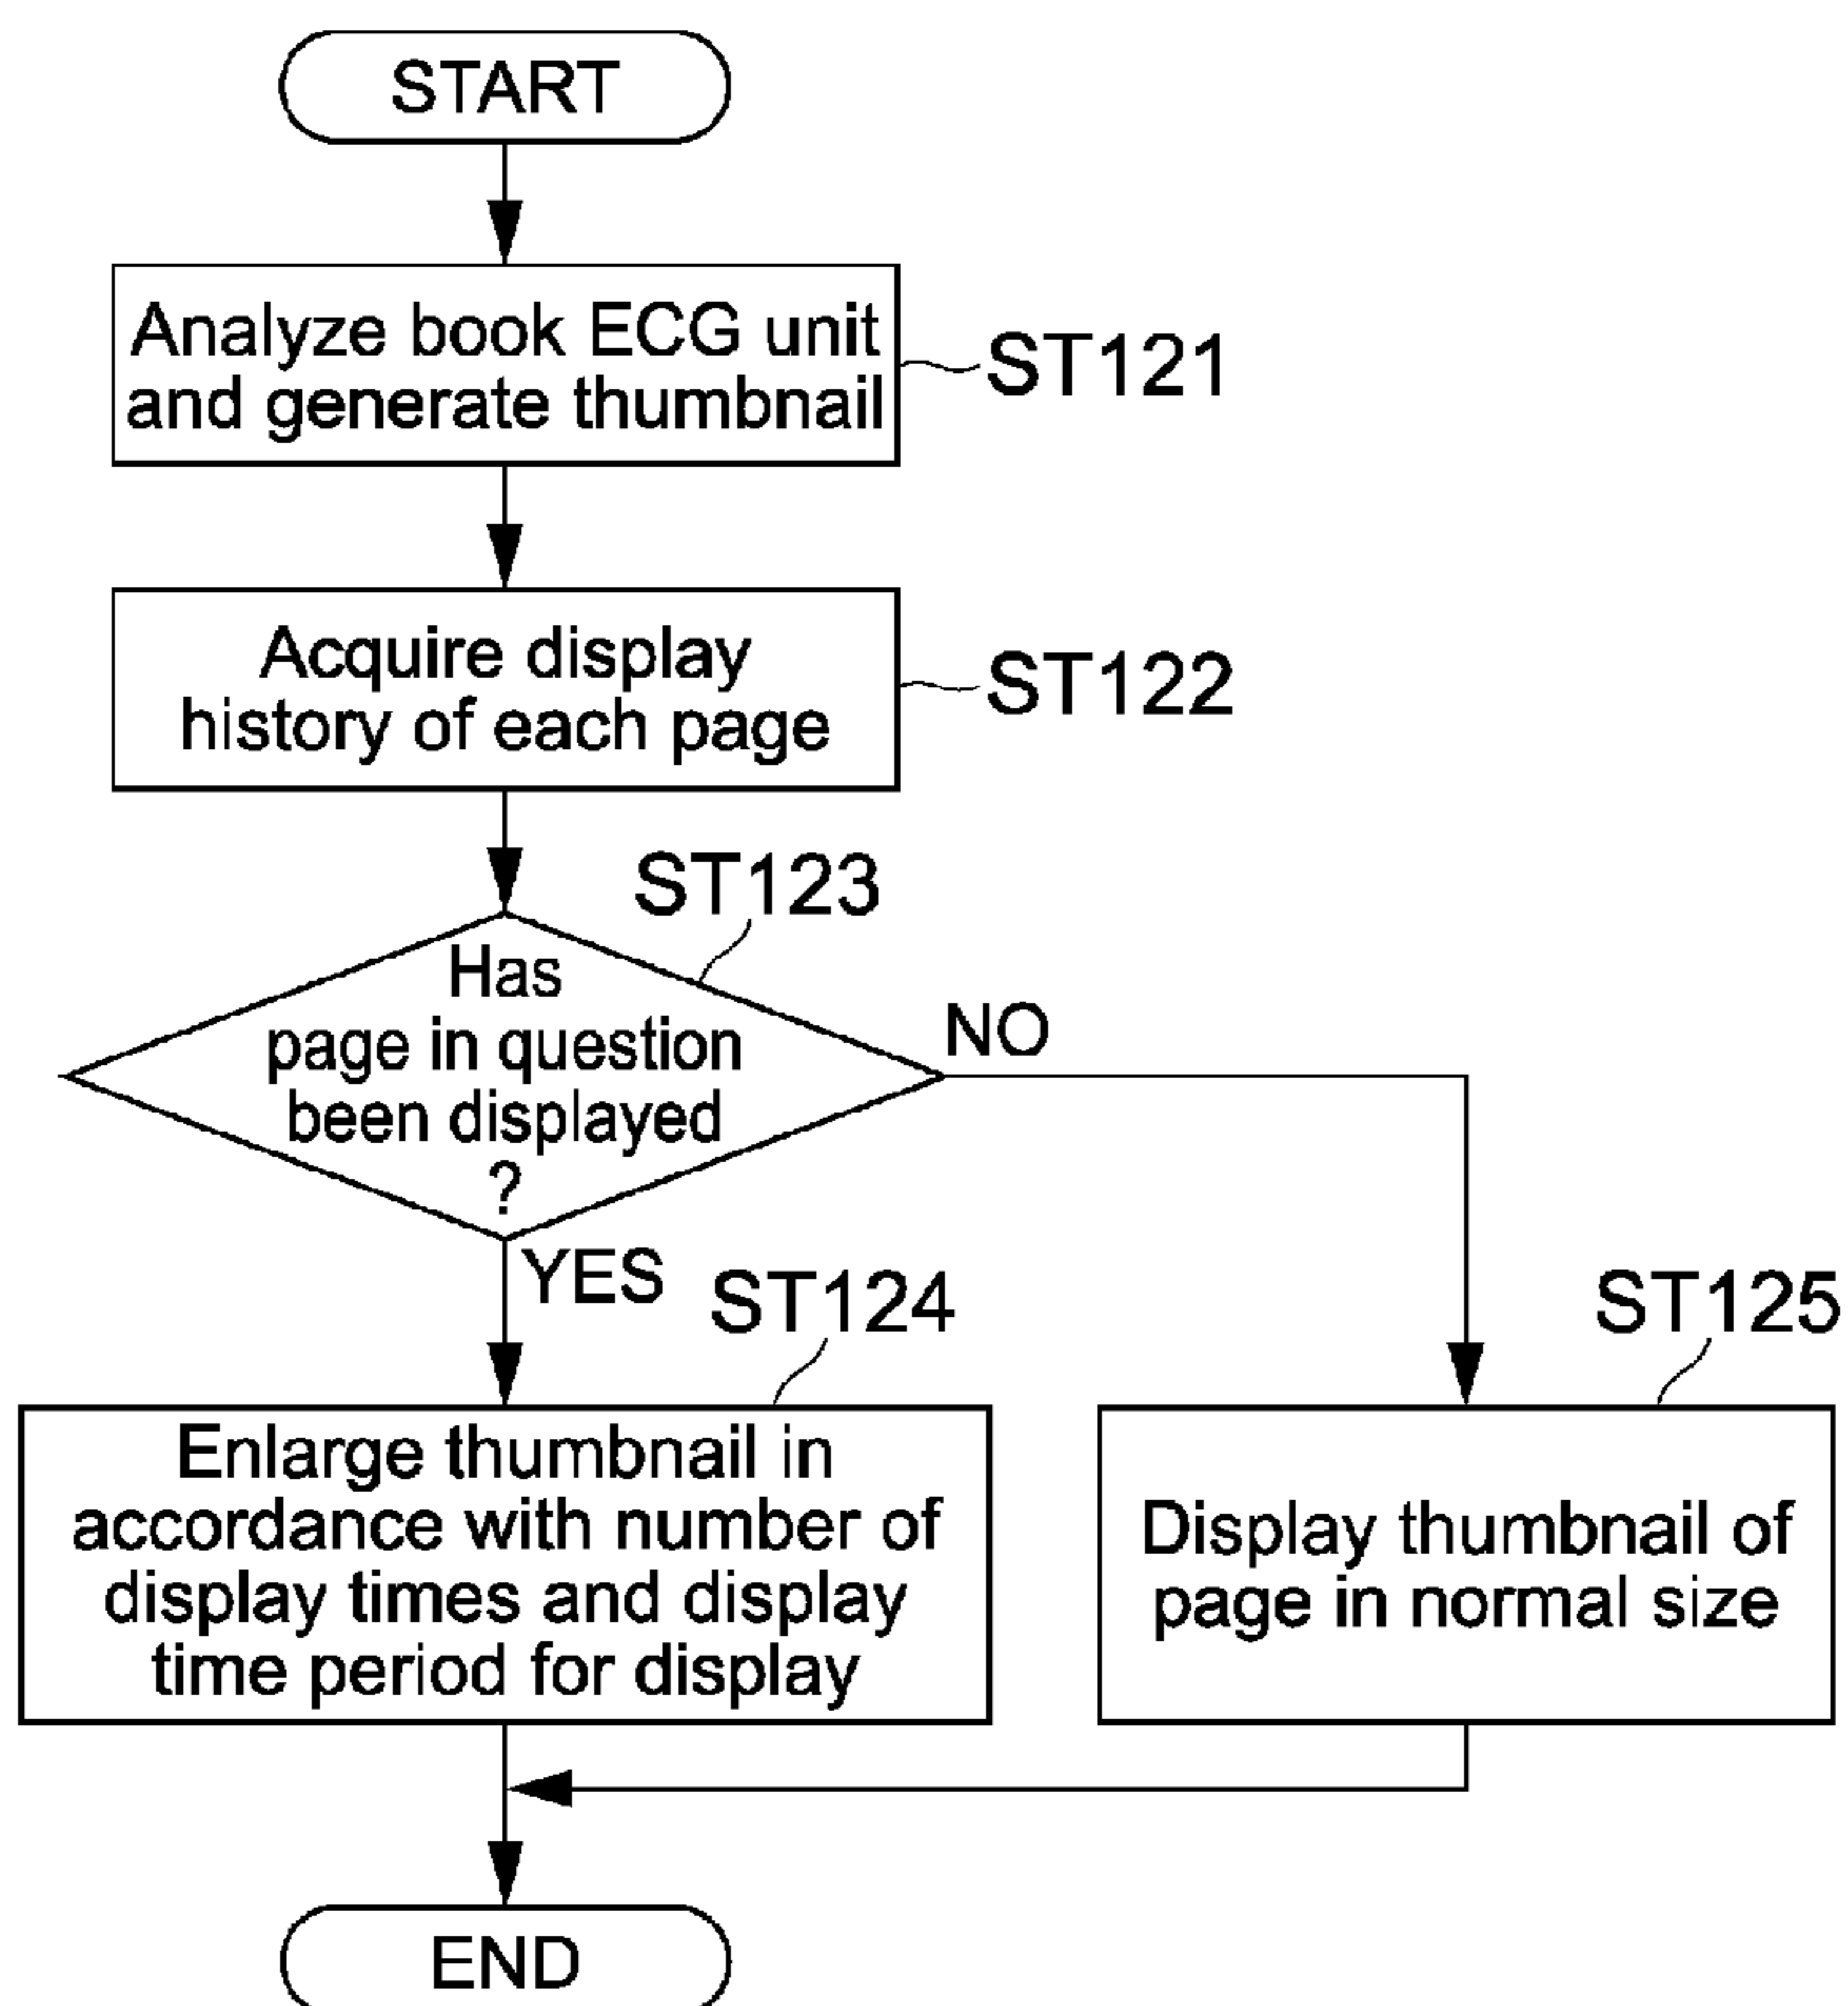 START
Analyze book ECG unit
and generate thumbnail
ST121
Acquire display
history of each page
ST122
ST123
Has
page in question
been displayed
?
NO
YES
ST124
ST125
Enlarge thumbnail in
accordance with number of
display times and display
time period for display
Display thumbnail of
page in normal size
END